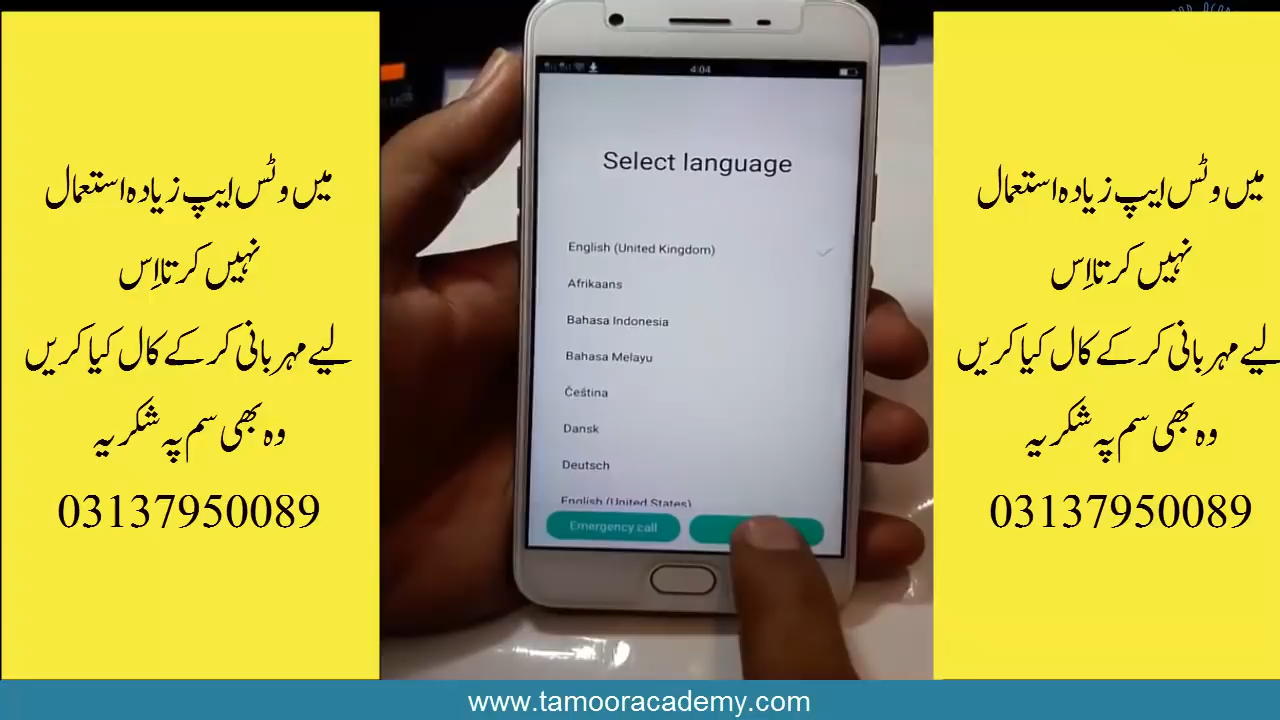 میں وٹس ایپ زیادہ استعمال
نہیں کرتا اِس
لیے مہربانی کر کے کال کیا کریں
وہ بھی سم پہ شکریہ
03137950089
4:04
Select language
English (United Kingdom)
Afrikaans
Bahasa Indonesia
Bahasa Melayu
Čeština
Dansk
Deutsch
English (United States)
Emergency call
میں وٹس ایپ زیادہ استعمال
نہیں کرتا اِس
لیے مہربانی کر کے کال کیا کریں
وہ بھی سم پہ شکریہ
03137950089
www.tamooracademy.com